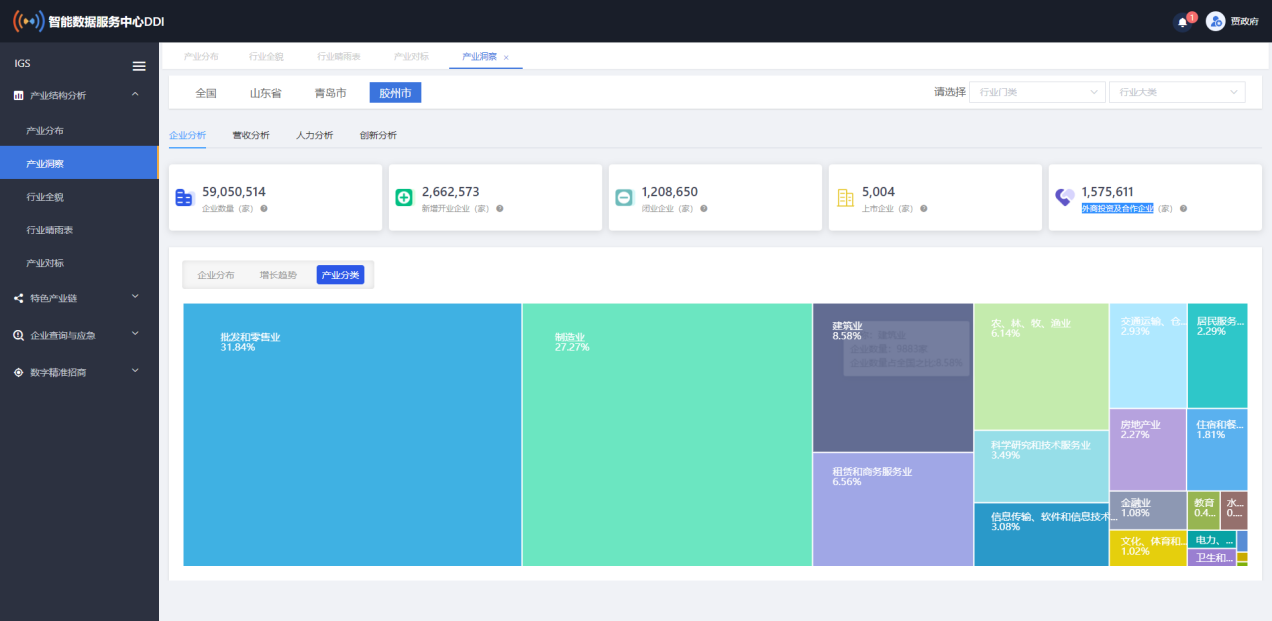 智能数据服务中心DDI
1
贾政府
IGS
产业结构分析
产业分布
产业洞察
行业全貌
行业晴雨表
产业对标
特色产业链
企业查询与应急
数字精准招商
产业分布 行业全貌 行业晴雨表 产业对标 产业洞察 ×
全国 山东省 青岛市 胶州市
请选择 行业门类 行业大类
企业分析 营收分析 人力分析 创新分析
59,050,514
企业数量（家）
2,662,573
新增开业企业（家）
1,208,650
闭业企业（家）
5,004
上市企业（家）
1,575,611
外商投资及合作企业（家）
企业分布 增长趋势 产业分类
批发和零售业
31.84%
制造业
27.27%
建筑业
8.58%
建筑业
企业数量：8863家
企业数量占全国之比:8.58%
租赁和商务服务业
6.56%
农、林、牧、渔业
6.14%
科学研究和技术服务业
3.49%
信息传输、软件和信息技术...
3.08%
交通运输、仓...
2.93%
居民服务...
2.29%
房地产业
2.27%
住宿和餐...
1.81%
金融业
1.08%
教育
0.4...
水...
0....
文化、体育和...
1.02%
电力、...
卫生和...